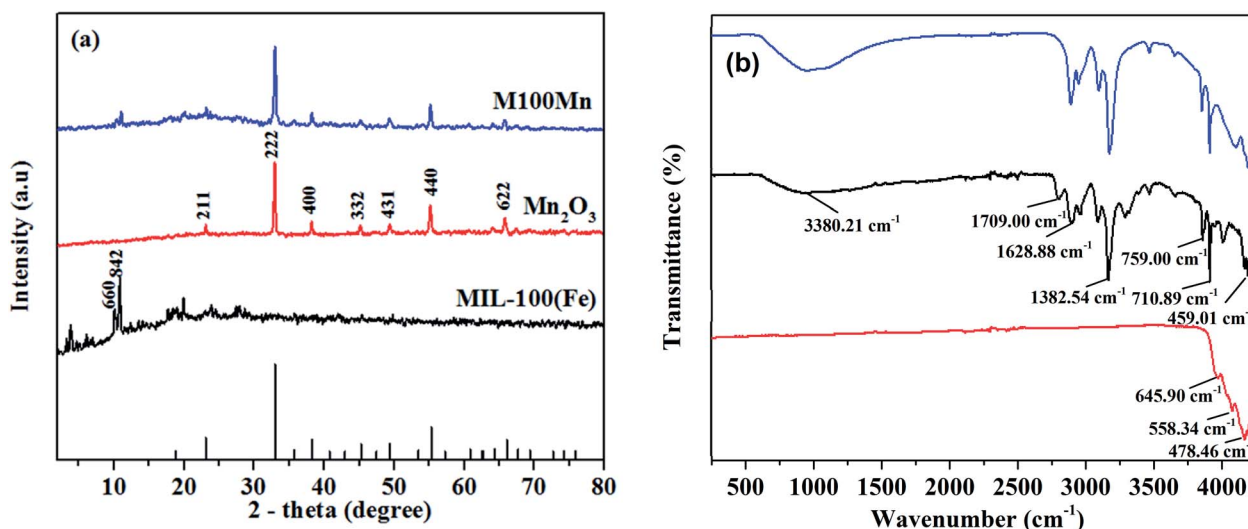 (a)
M100Mn
Mn₂O₃
MIL-100(Fe)
211
222
400
332
431
440
622
660
842
Intensity (a.u)
10 20 30 40 50 60 70 80
2 - theta (degree)
(b)
3380.21 cm⁻¹
1709.00 cm⁻¹
1628.88 cm⁻¹
1382.54 cm⁻¹
759.00 cm⁻¹
710.89 cm⁻¹
459.01 cm⁻¹
645.90 cm⁻¹
558.34 cm⁻¹
478.46 cm⁻¹
Transmittance (%)
500 1000 1500 2000 2500 3000 3500 4000
Wavenumber (cm⁻¹)